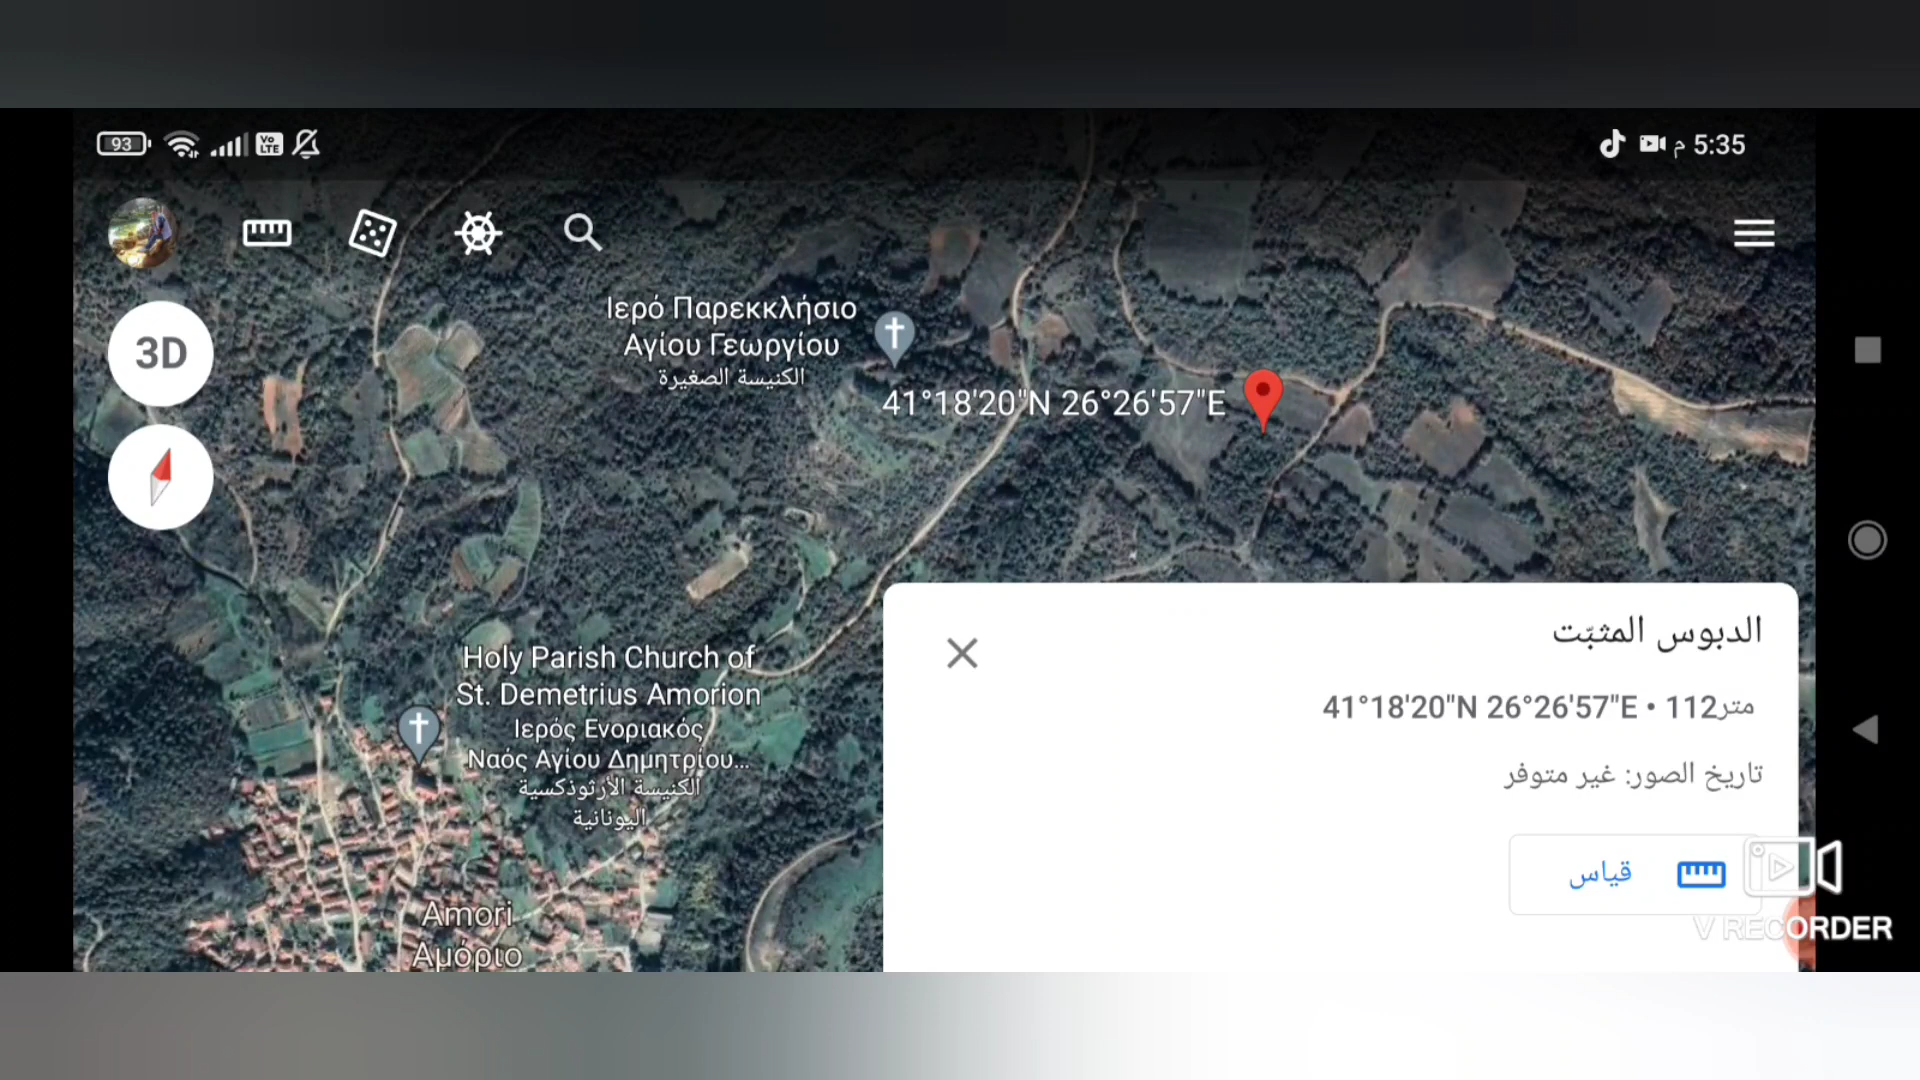 93
Vo LTE
م 5:35
3D
Ιερό Παρεκκλήσιο
Αγίου Γεωργίου
الكنيسة الصغيرة
41°18'20"N 26°26'57"E
Holy Parish Church of
St. Demetrius Amorion
Ιερός Ενοριακός
Ναός Αγίου Δημητρίου...
الكنيسة الأرثوذكسية
اليونانية
Amori
Αμόριο
الدبوس المثبّت
41°18'20"N 26°26'57"E • 112متر
تاريخ الصور: غير متوفر
قياس
V RECORDER